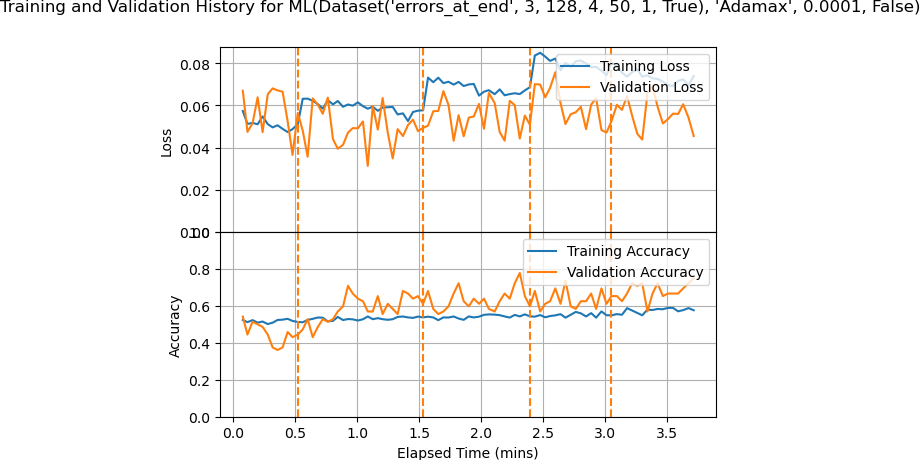 Training and Validation History for ML(Dataset('errors_at_end', 3, 128, 4, 50, 1, True), 'Adamax', 0.0001, False)
Loss
0.08
0.06
0.04
0.02
0.00
Training Loss
Validation Loss
Accuracy
1.0
0.8
0.6
0.4
0.2
0.0
Training Accuracy
Validation Accuracy
0.0 0.5 1.0 1.5 2.0 2.5 3.0 3.5
Elapsed Time (mins)